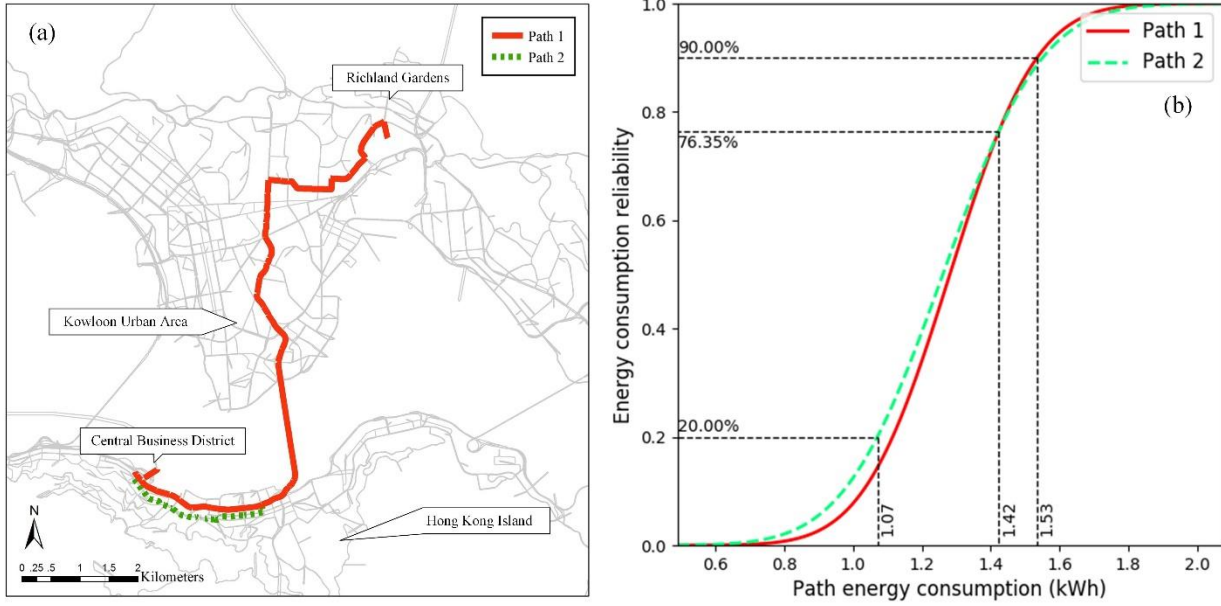 (a)
Path 1
Path 2
Richland Gardens
Kowloon Urban Area
Central Business District
Hong Kong Island
N
0 .25 .5 1 1.5 2
Kilometers
Energy consumption reliability
1.0
0.8
0.6
0.4
0.2
0.0
90.00%
76.35%
20.00%
Path 1
Path 2
(b)
1.07
1.42
1.53
0.6 0.8 1.0 1.2 1.4 1.6 1.8 2.0
Path energy consumption (kWh)